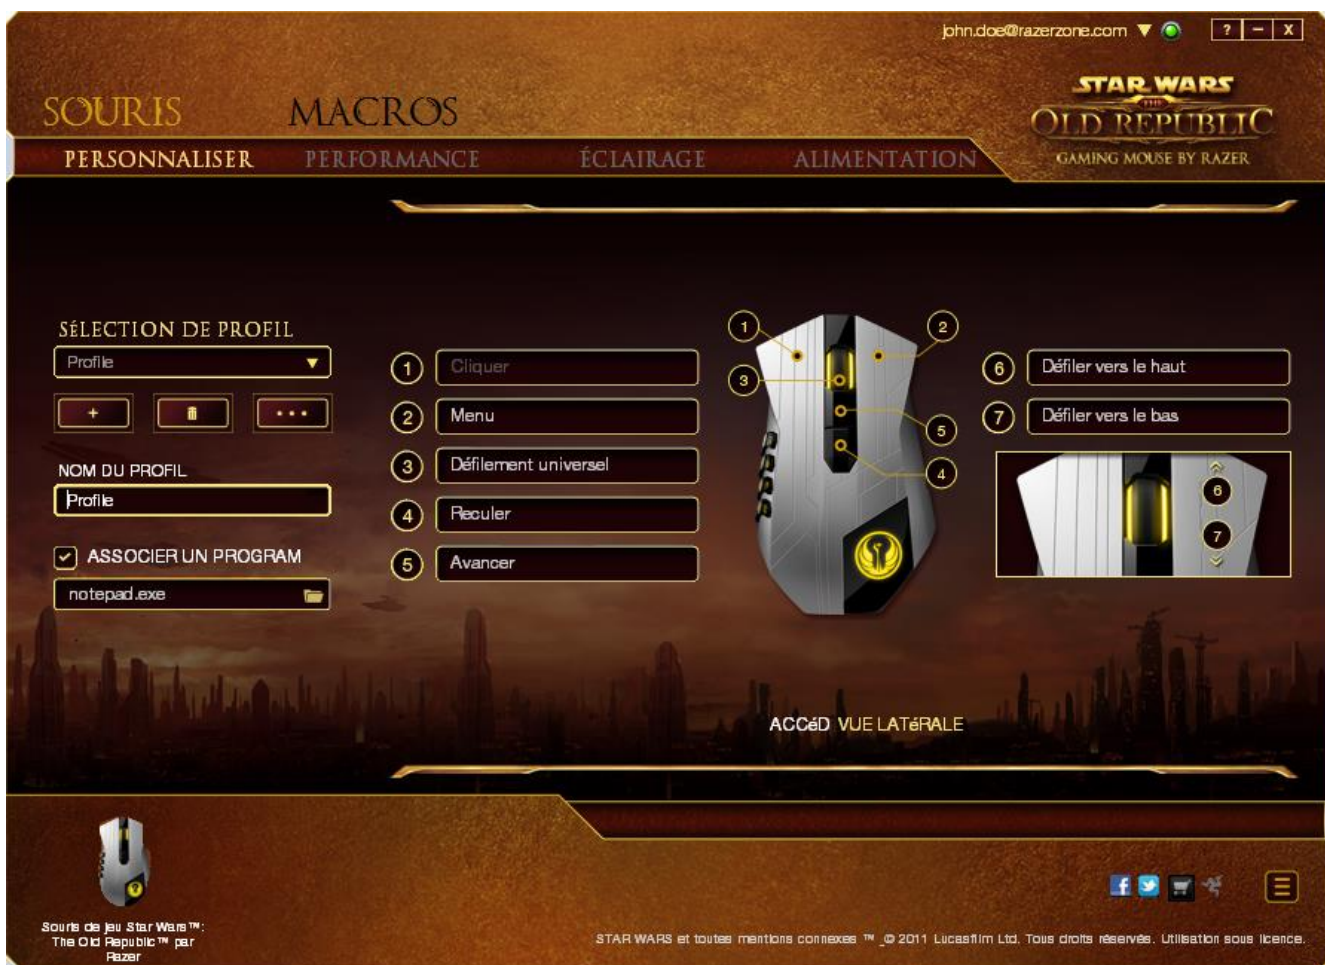 john.doe@razerzone.com
? – X
STAR WARS
THE
OLD REPUBLIC
GAMING MOUSE BY RAZER
SOURIS MACROS
PERSONNALISER PERFORMANCE ÉCLAIRAGE ALIMENTATION
SÉLECTION DE PROFIL
Profile
+ ...
NOM DU PROFIL
Profile
ASSOCIER UN PROGRAM
notepad.exe
1 Cliquer
2 Menu
3 Défilement universel
4 Reculer
5 Avancer
1
2
3
5
4
6 Défiler vers le haut
7 Défiler vers le bas
6
7
ACCéD VUE LATéRALE
Souris de jeu Star Wars™:
The Old Republic™ par
Razer
STAR WARS et toutes mentions connexes ™_© 2011 Lucasfilm Ltd. Tous droits réservés. Utilisation sous licence.